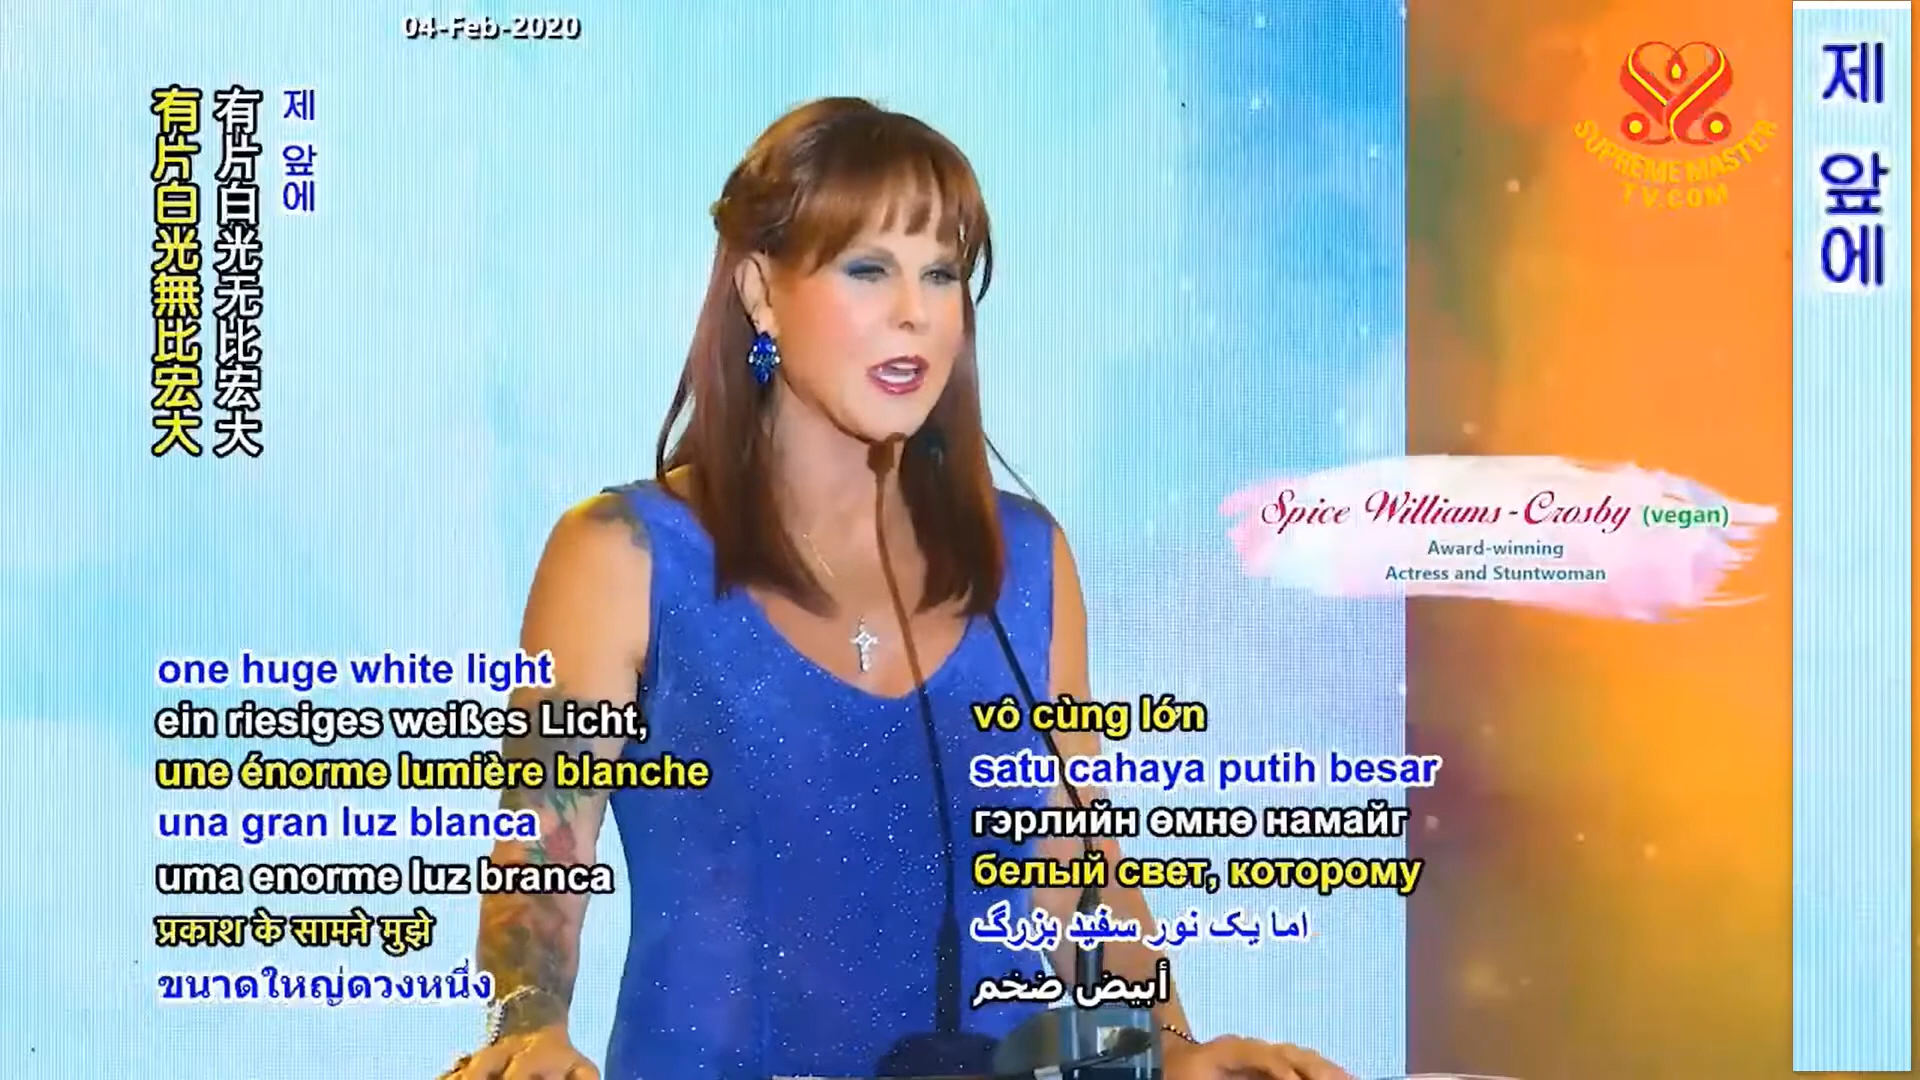 04-Feb-2020
有片白光無比宏大
有片白光无比宏大
제 앞에
SUPREME MASTER
TV.COM
제 앞에
Spice Williams-Crosby (vegan)
Award-winning
Actress and Stuntwoman
one huge white light
ein riesiges weißes Licht,
une énorme lumière blanche
una gran luz blanca
uma enorme luz branca
प्रकाश के सामने मुझे
ขนาดใหญ่ดวงหนึ่ง
vô cùng lớn
satu cahaya putih besar
гэрлийн өмнө намайг
белый свет, которому
اما یک نور سفید بزرگ
أبيض ضخم